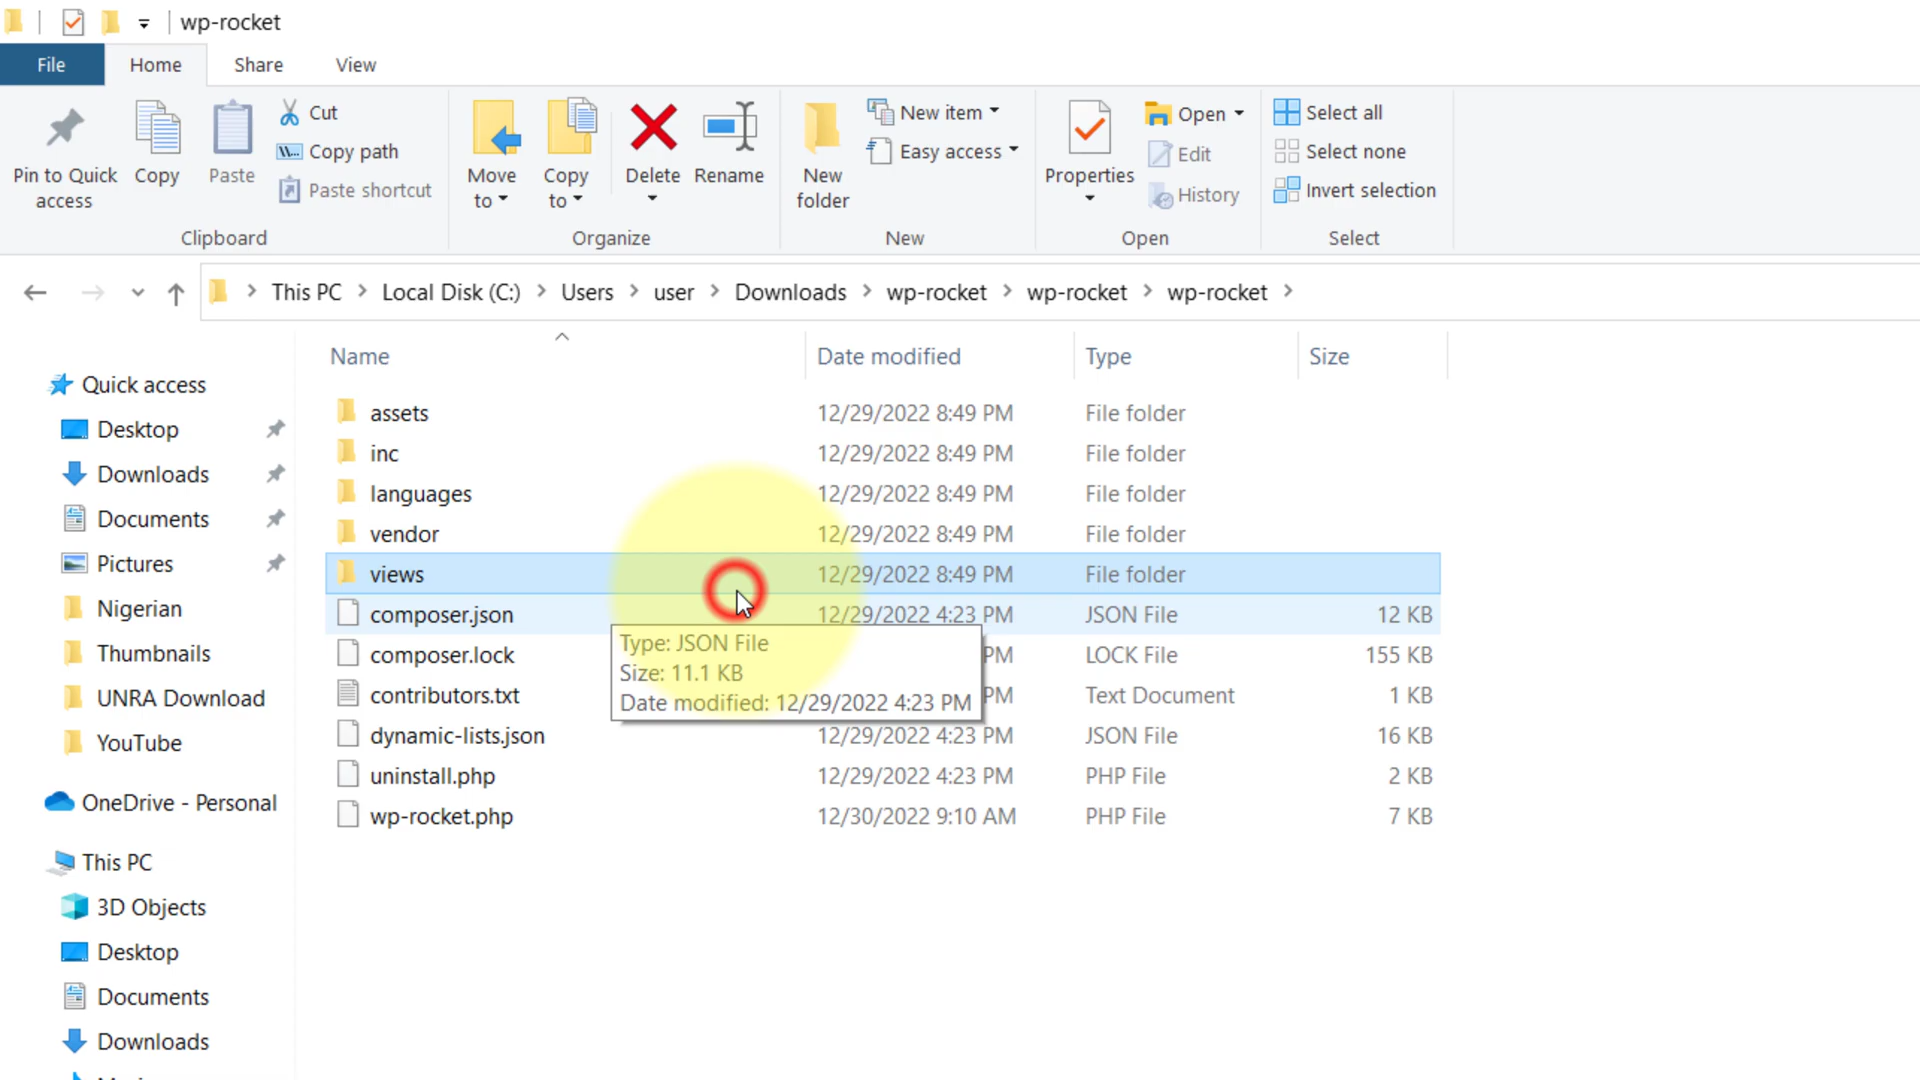 wp-rocket
File Home Share View
Pin to Quick access
Copy
Paste
Cut
Copy path
Paste shortcut
Clipboard
Move to
Copy to
Delete
Rename
Organize
New folder
New item
Easy access
New
Properties
Open
Edit
History
Open
Select all
Select none
Invert selection
Select
This PC > Local Disk (C:) > Users > user > Downloads > wp-rocket > wp-rocket > wp-rocket >
Name Date modified Type Size
Quick access
Desktop
Downloads
Documents
Pictures
Nigerian
Thumbnails
UNRA Download
YouTube
OneDrive - Personal
This PC
3D Objects
Desktop
Documents
Downloads
assets 12/29/2022 8:49 PM File folder
inc 12/29/2022 8:49 PM File folder
languages 12/29/2022 8:49 PM File folder
vendor 12/29/2022 8:49 PM File folder
views 12/29/2022 8:49 PM File folder
composer.json 12/29/2022 4:23 PM JSON File 12 KB
composer.lock PM LOCK File 155 KB
contributors.txt PM Text Document 1 KB
dynamic-lists.json 12/29/2022 4:23 PM JSON File 16 KB
uninstall.php 12/29/2022 4:23 PM PHP File 2 KB
wp-rocket.php 12/30/2022 9:10 AM PHP File 7 KB
Type: JSON File
Size: 11.1 KB
Date modified: 12/29/2022 4:23 PM